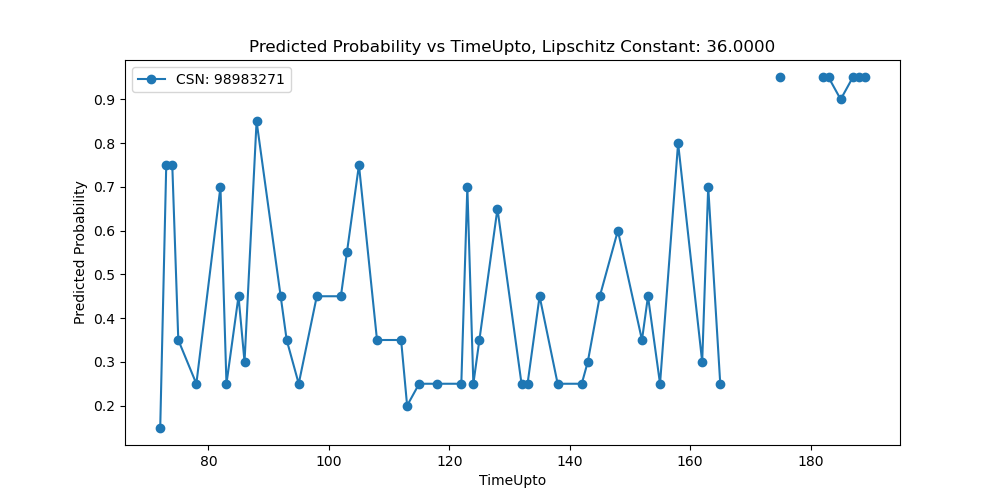 Predicted Probability vs TimeUpto, Lipschitz Constant: 36.0000
CSN: 98983271
Predicted Probability
0.9
0.8
0.7
0.6
0.5
0.4
0.3
0.2
80 100 120 140 160 180
TimeUpto